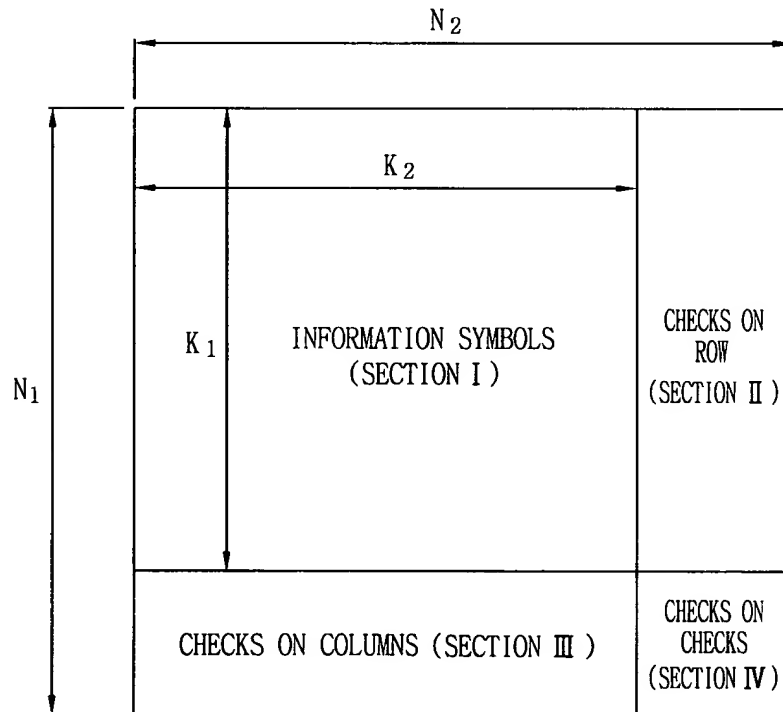 N2
K2
K1
N1
INFORMATION SYMBOLS
(SECTION I)
CHECKS ON
ROW
(SECTION Ⅱ)
CHECKS ON COLUMNS (SECTION Ⅲ)
CHECKS ON
CHECKS
(SECTION Ⅳ)